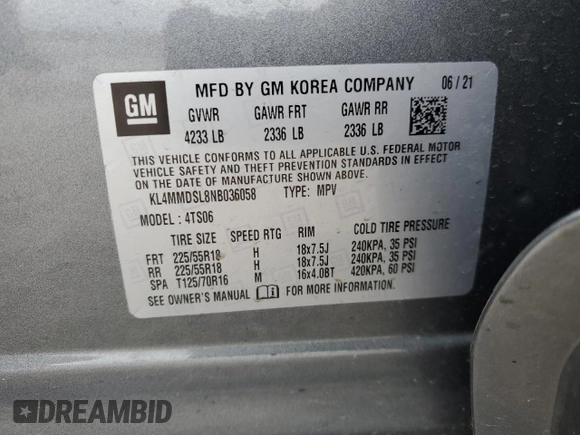 GM
MFD BY GM KOREA COMPANY 06/21
GVWR GAWR FRT GAWR RR
4233 LB 2336 LB 2336 LB
THIS VEHICLE CONFORMS TO ALL APPLICABLE U.S. FEDERAL MOTOR
VEHICLE SAFETY AND THEFT PREVENTION STANDARDS IN EFFECT
ON THE DATE OF MANUFACTURE SHOWN ABOVE.
KL4MMDSL8NB036058 TYPE: MPV
MODEL: 4TS06
TIRE SIZE SPEED RTG RIM COLD TIRE PRESSURE
FRT 225/55R18 H 18x7.5J 240KPA, 35 PSI
RR 225/55R18 H 18x7.5J 240KPA, 35 PSI
SPA T125/70R16 M 16x4.0BT 420KPA, 60 PSI
SEE OWNER'S MANUAL FOR MORE INFORMATION.
DREAMBID